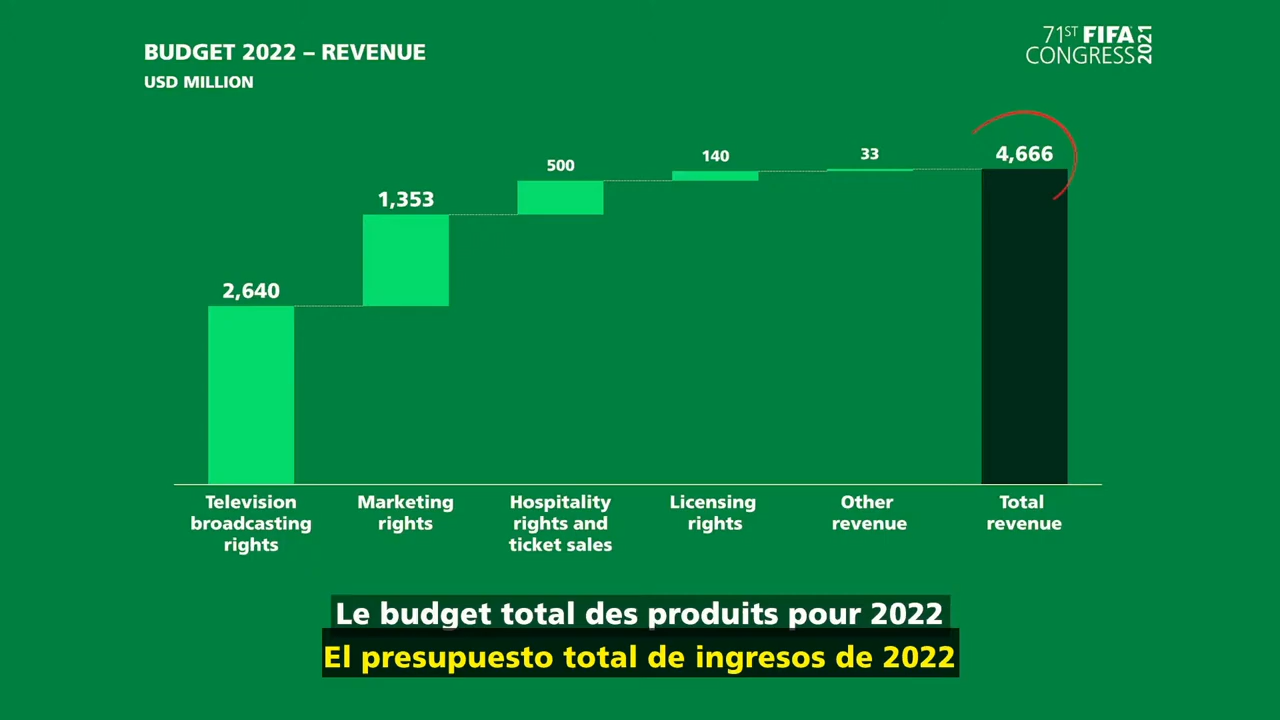 BUDGET 2022 – REVENUE
USD MILLION
71ST FIFA
CONGRESS
2021
2,640
1,353
500
140
33
4,666
Television
broadcasting
rights
Marketing
rights
Hospitality
rights and
ticket sales
Licensing
rights
Other
revenue
Total
revenue
Le budget total des produits pour 2022
El presupuesto total de ingresos de 2022